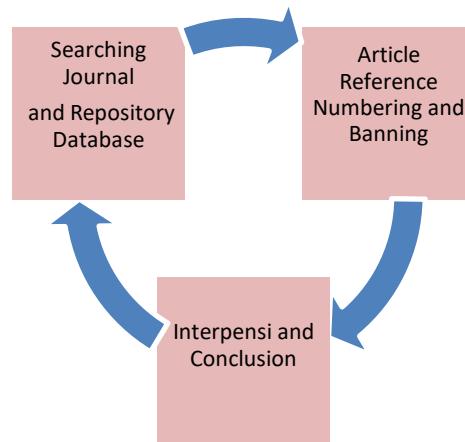 Searching
Journal
and Repository
Database
Article
Reference
Numbering and
Banning
Interpensi and
Conclusion